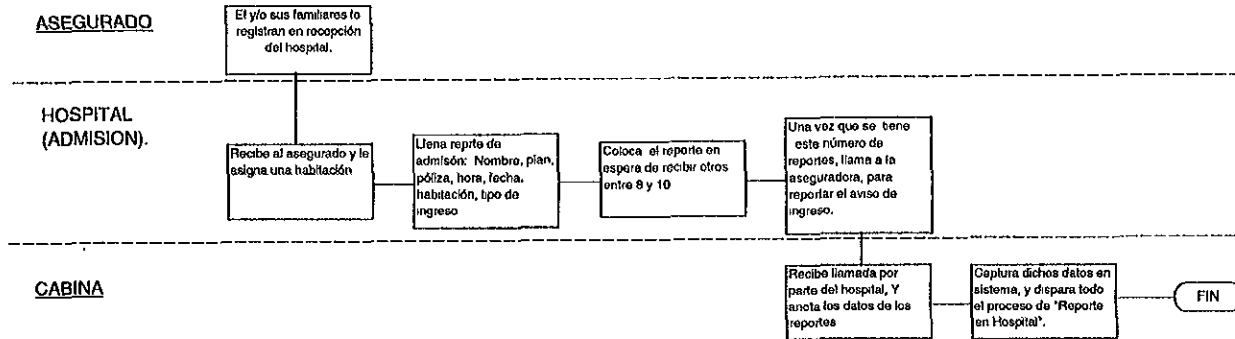 ASEGURADO
El y/o sus familiares lo
registran en recepción
del hospital.
HOSPITAL
(ADMISION).
Recibe al asegurado y le
asigna una habitación
Llena reprte de
admisón: Nombre, plan,
póliza, hora, fecha,
habitación, tipo de
ingreso
Coloca el reporte en
espera de recibir otros
entre 8 y 10
Una vez que se tiene
este número de
reportes, llama a la
aseguradora, para
reportar el aviso de
ingreso.
CABINA
Recibe llamada por
parte del hospital, Y
anota los datos de los
reportes
Captura dichos datos en
sistema, y dispara todo
el proceso de "Reporte
en Hospital".
FIN